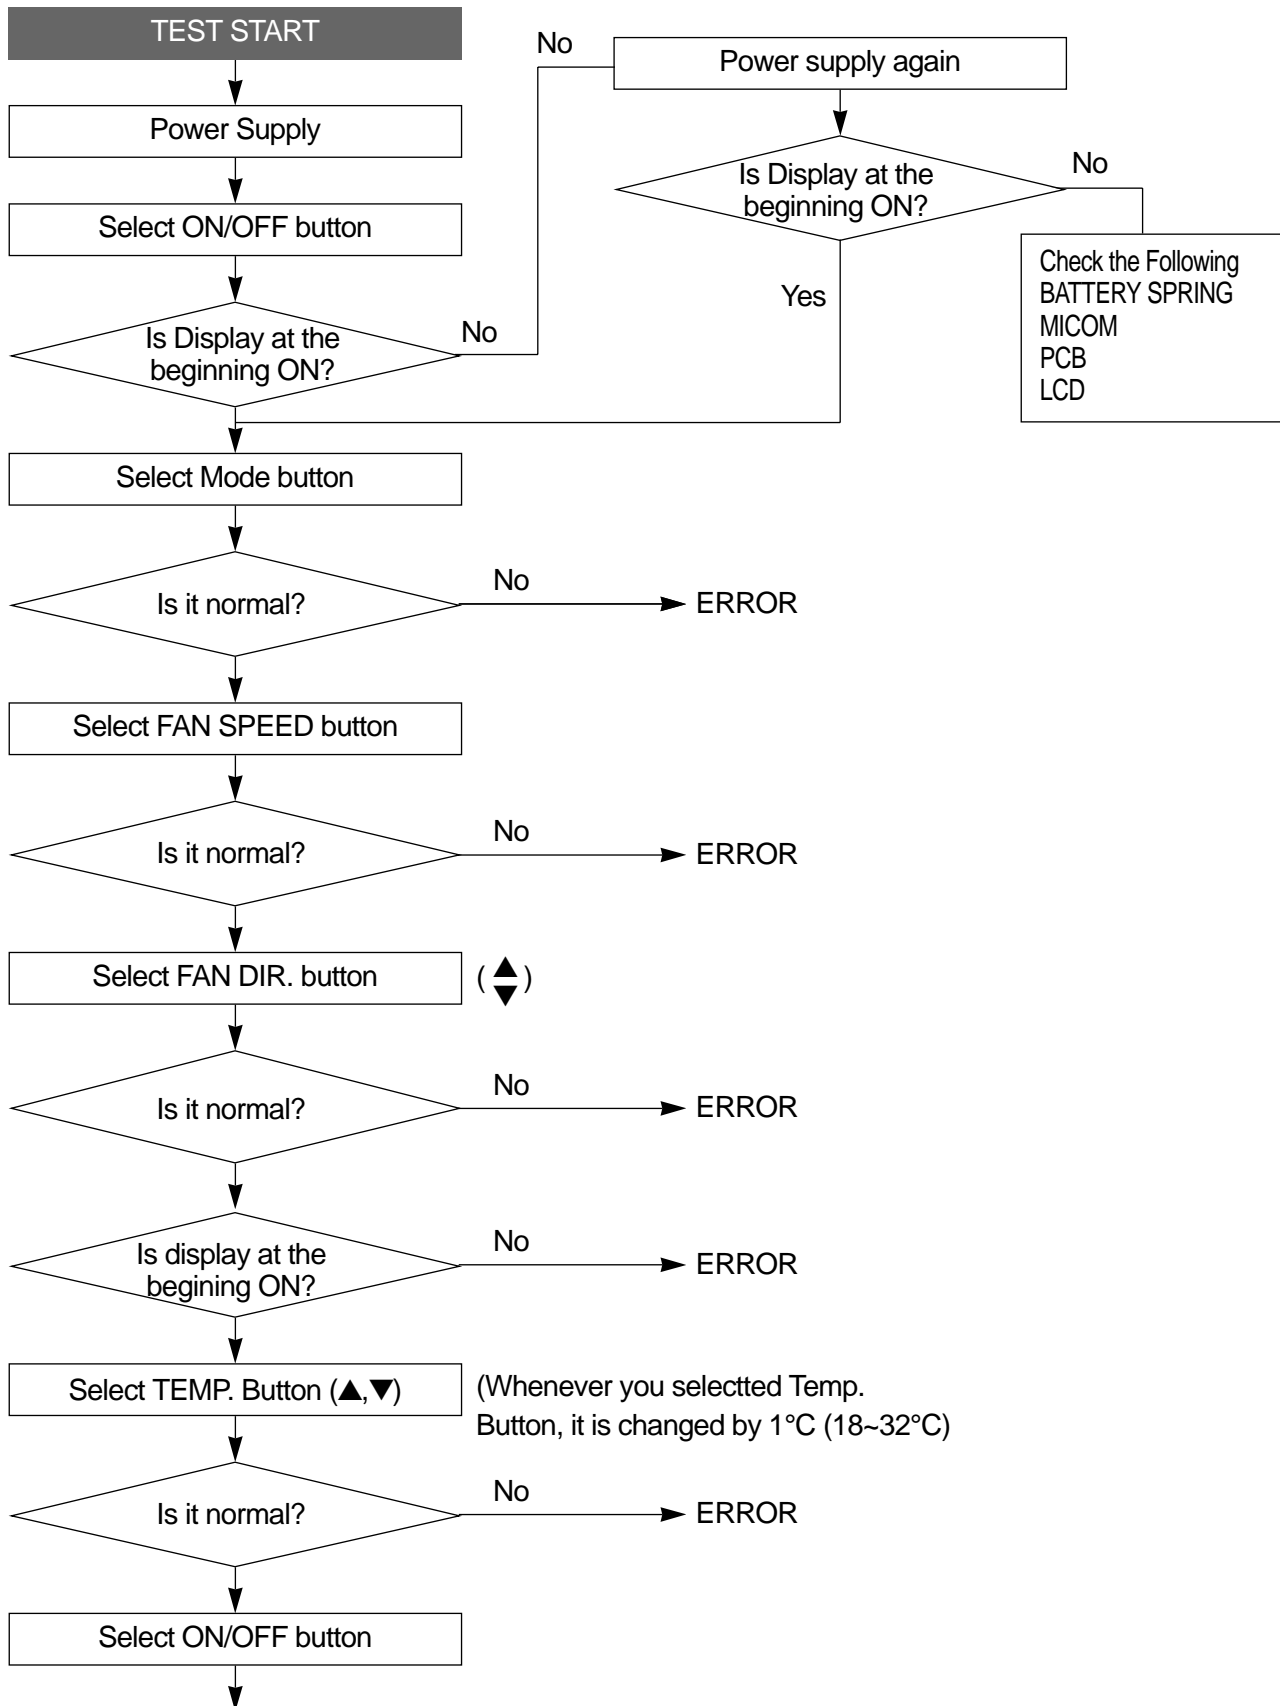 TEST START
No
Power supply again
Power Supply
Is Display at the
beginning ON?
No
Select ON/OFF button
Check the Following
BATTERY SPRING
MICOM
PCB
LCD
Yes
Is Display at the
beginning ON?
No
Select Mode button
Is it normal?
No
ERROR
Select FAN SPEED button
Is it normal?
No
ERROR
Select FAN DIR. button
(▲▼)
Is it normal?
No
ERROR
Is display at the
begining ON?
No
ERROR
Select TEMP. Button (▲,▼)
(Whenever you selectted Temp.
Button, it is changed by 1°C (18~32°C)
Is it normal?
No
ERROR
Select ON/OFF button